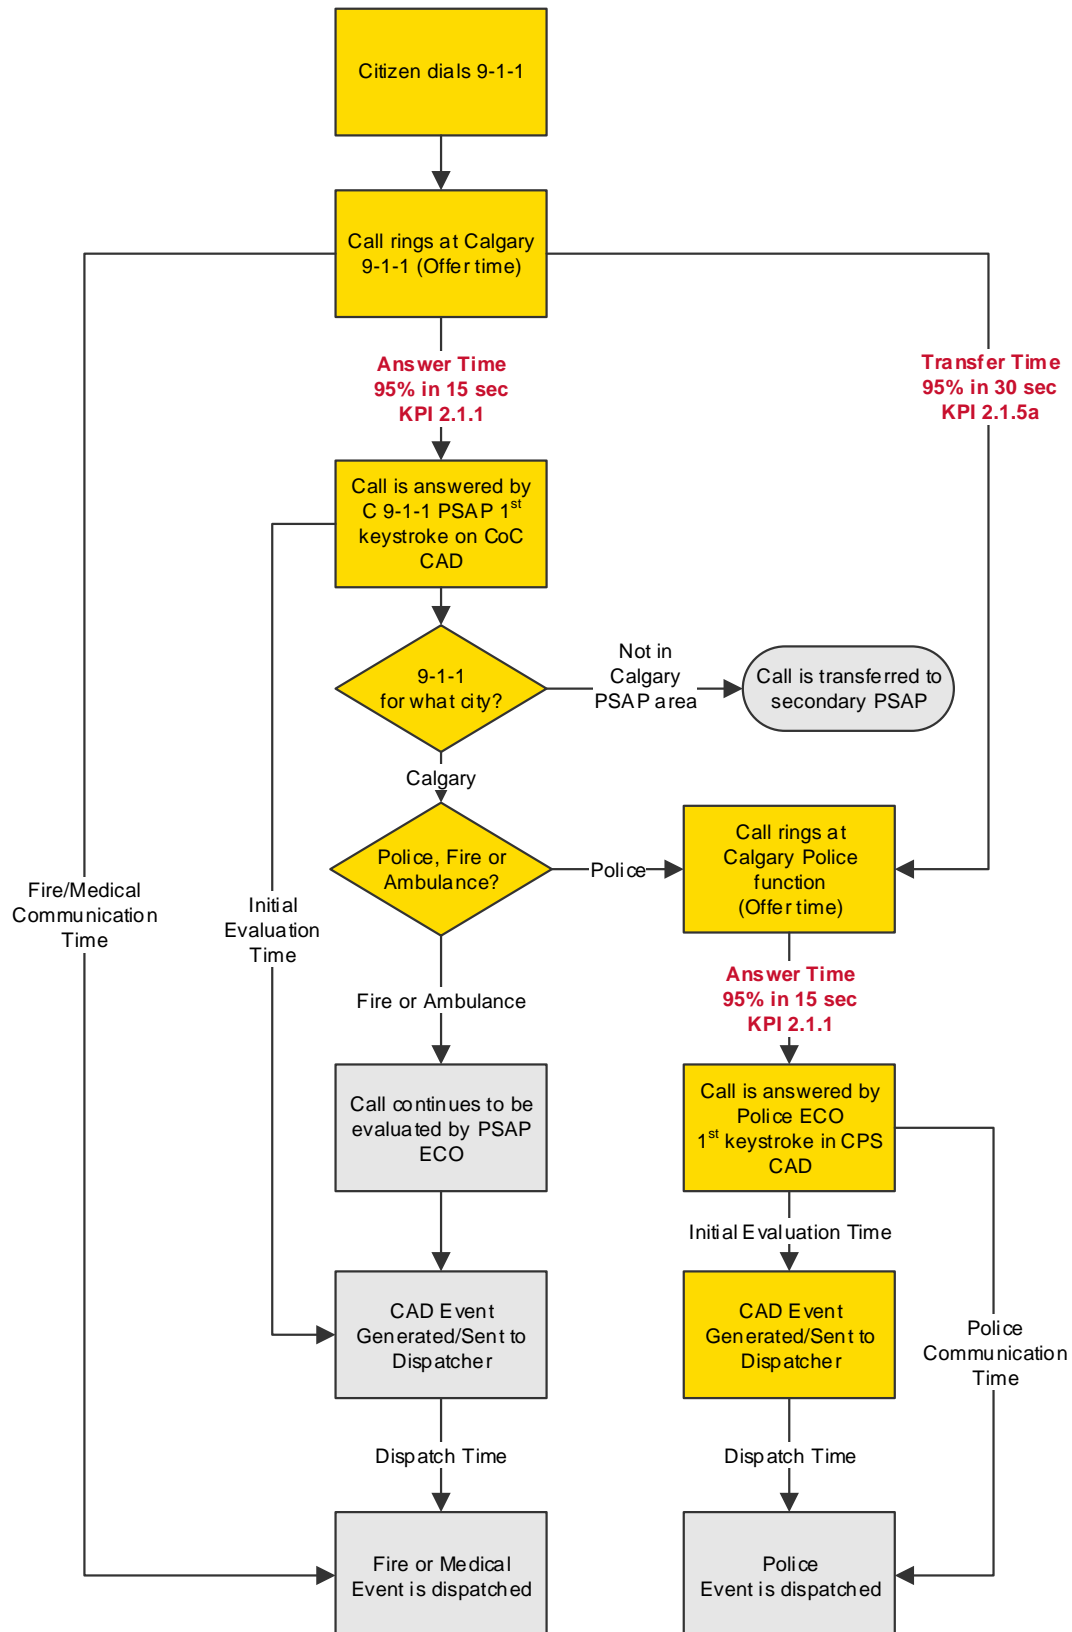 Citizen dials 9-1-1
Call rings at Calgary
9-1-1 (Offer time)
Answer Time
95% in 15 sec
KPI 2.1.1
Transfer Time
95% in 30 sec
KPI 2.1.5a
Call is answered by
C 9-1-1 PSAP 1st
keystroke on CoC
CAD
9-1-1
for what city?
Not in
Calgary
PSAP area
Call is transferred to
secondary PSAP
Calgary
Police, Fire or
Ambulance?
Police
Call rings at
Calgary Police
function
(Offer time)
Fire/Medical
Communication
Time
Initial
Evaluation
Time
Fire or Ambulance
Answer Time
95% in 15 sec
KPI 2.1.1
Call continues to be
evaluated by PSAP
ECO
Call is answered by
Police ECO
1st keystroke in CPS
CAD
Initial Evaluation Time
CAD Event
Generated/Sent to
Dispatcher
CAD Event
Generated/Sent to
Dispatcher
Police
Communication
Time
Dispatch Time
Dispatch Time
Fire or Medical
Event is dispatched
Police
Event is dispatched